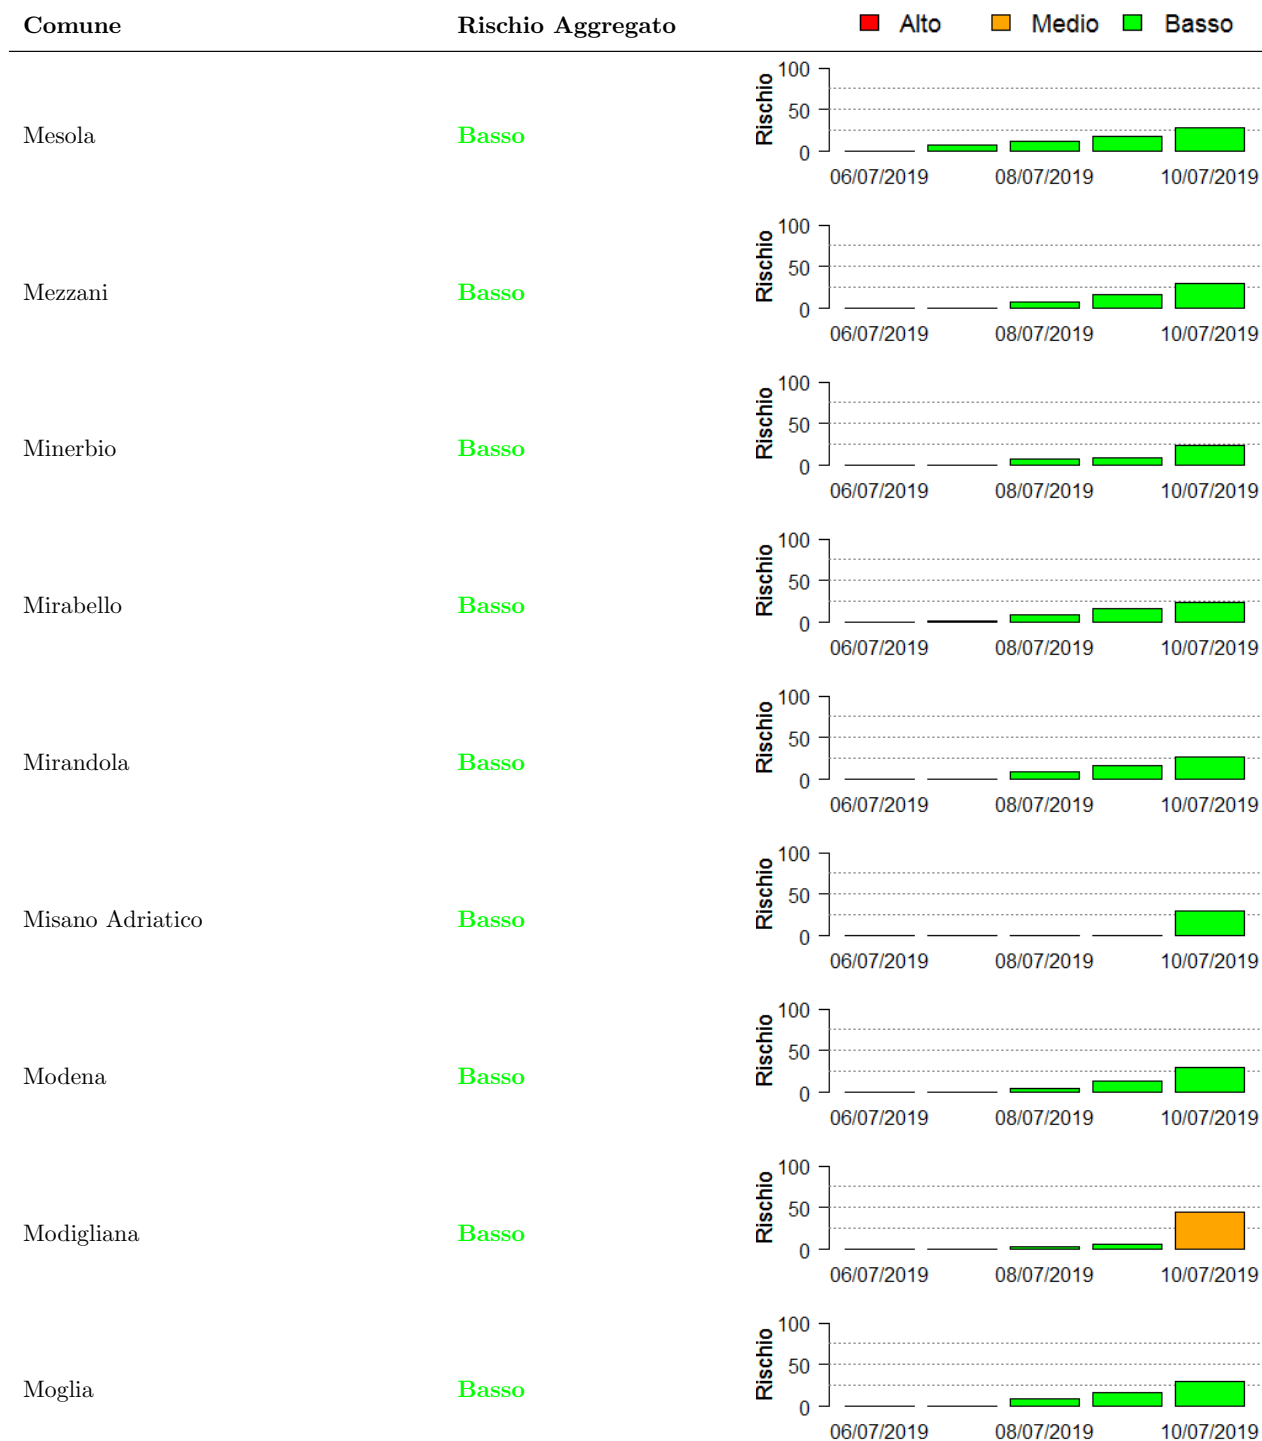 Comune Rischio Aggregato Alto Medio Basso
Mesola Basso Rischio 100 50 0
06/07/2019 08/07/2019 10/07/2019
Mezzani Basso Rischio 100 50 0
06/07/2019 08/07/2019 10/07/2019
Minerbio Basso Rischio 100 50 0
06/07/2019 08/07/2019 10/07/2019
Mirabello Basso Rischio 100 50 0
06/07/2019 08/07/2019 10/07/2019
Mirandola Basso Rischio 100 50 0
06/07/2019 08/07/2019 10/07/2019
Misano Adriatico Basso Rischio 100 50 0
06/07/2019 08/07/2019 10/07/2019
Modena Basso Rischio 100 50 0
06/07/2019 08/07/2019 10/07/2019
Modigliana Basso Rischio 100 50 0
06/07/2019 08/07/2019 10/07/2019
Moglia Basso Rischio 100 50 0
06/07/2019 08/07/2019 10/07/2019